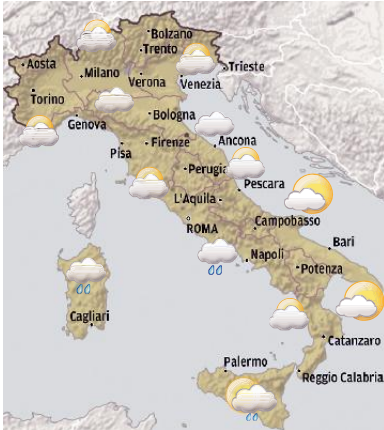 Bolzano
Trento
Aosta
Milano
Trieste
Verona
Venezia
Torino
Genova
Bologna
Pisa
Firenze
Ancona
Perugia
Pescara
L'Aquila
Campobasso
ROMA
Bari
Napoli
Potenza
Cagliari
Catanzaro
Palermo
Reggio Calabria